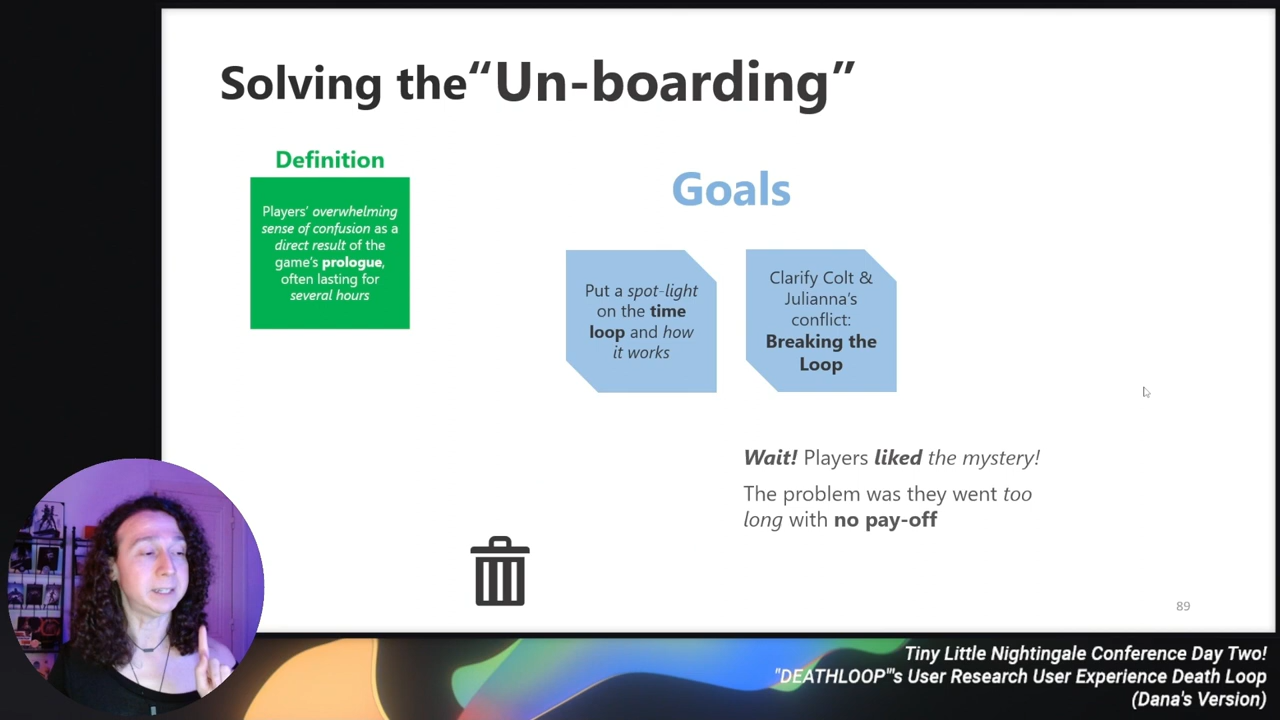 Solving the“Un-boarding”
Definition
Players’ overwhelming
sense of confusion as a
direct result of the
game’s prologue,
often lasting for
several hours
Goals
Put a spot-light
on the time
loop and how
it works
Clarify Colt &
Julianna’s
conflict:
Breaking the
Loop
Wait! Players liked the mystery!
The problem was they went too
long with no pay-off
89
Tiny Little Nightingale Conference Day Two!
"DEATHLOOP"'s User Research User Experience Death Loop
(Dana's Version)